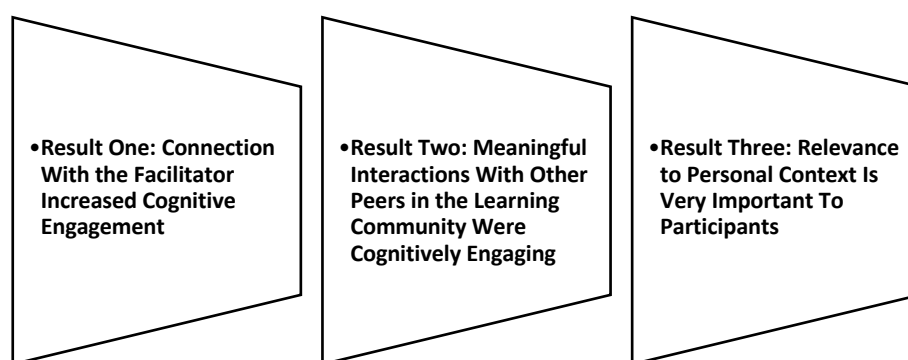 •Result One: Connection
With the Facilitator
Increased Cognitive
Engagement
•Result Two: Meaningful
Interactions With Other
Peers in the Learning
Community Were
Cognitively Engaging
•Result Three: Relevance
to Personal Context Is
Very Important To
Participants